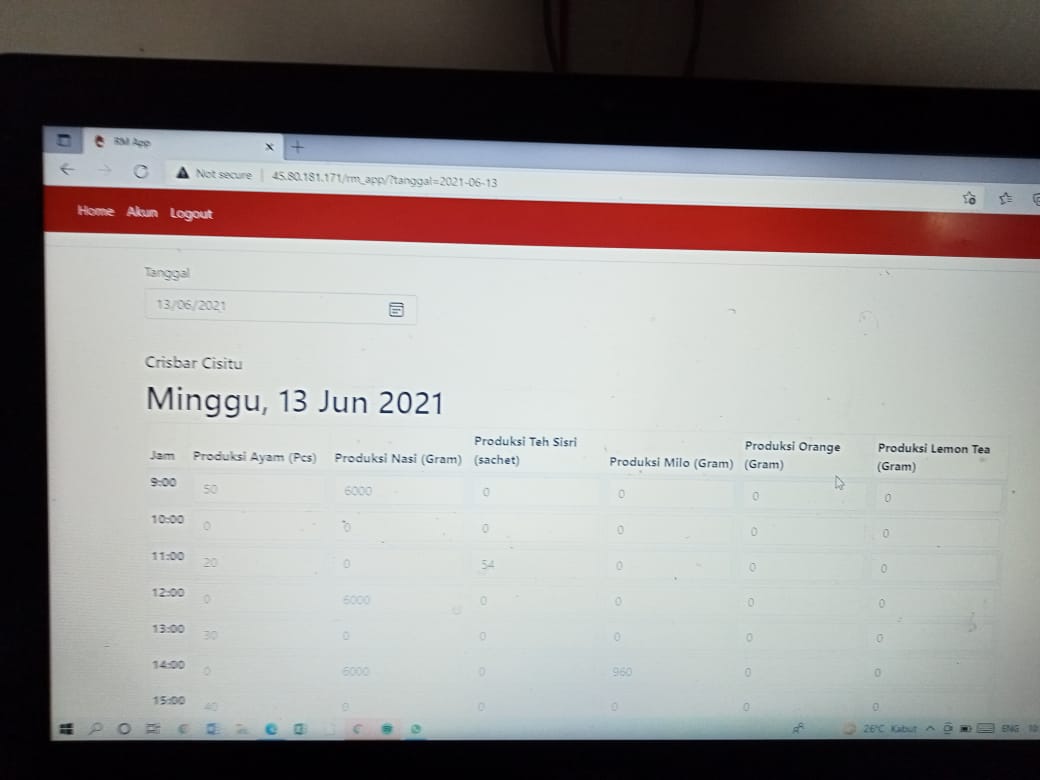 RM App
Not secure | 45.80.181.171/rm_app/?tanggal=2021-06-13
Home Akun Logout
Tanggal
13/06/2021
Crisbar Cisitu
Minggu, 13 Jun 2021
Jam Produksi Ayam (Pcs) Produksi Nasi (Gram) Produksi Teh Sisri (sachet) Produksi Milo (Gram) Produksi Orange (Gram) Produksi Lemon Tea (Gram)
9:00 50 6000 0 0 0 0
10:00 0 0 0 0 0 0
11:00 20 0 54 0 0 0
12:00 0 6000 0 0 0 0
13:00 30 0 0 0 0 0
14:00 0 6000 0 960 0 0
15:00 40 0 0 0 0 0
26°C Kabut ENG